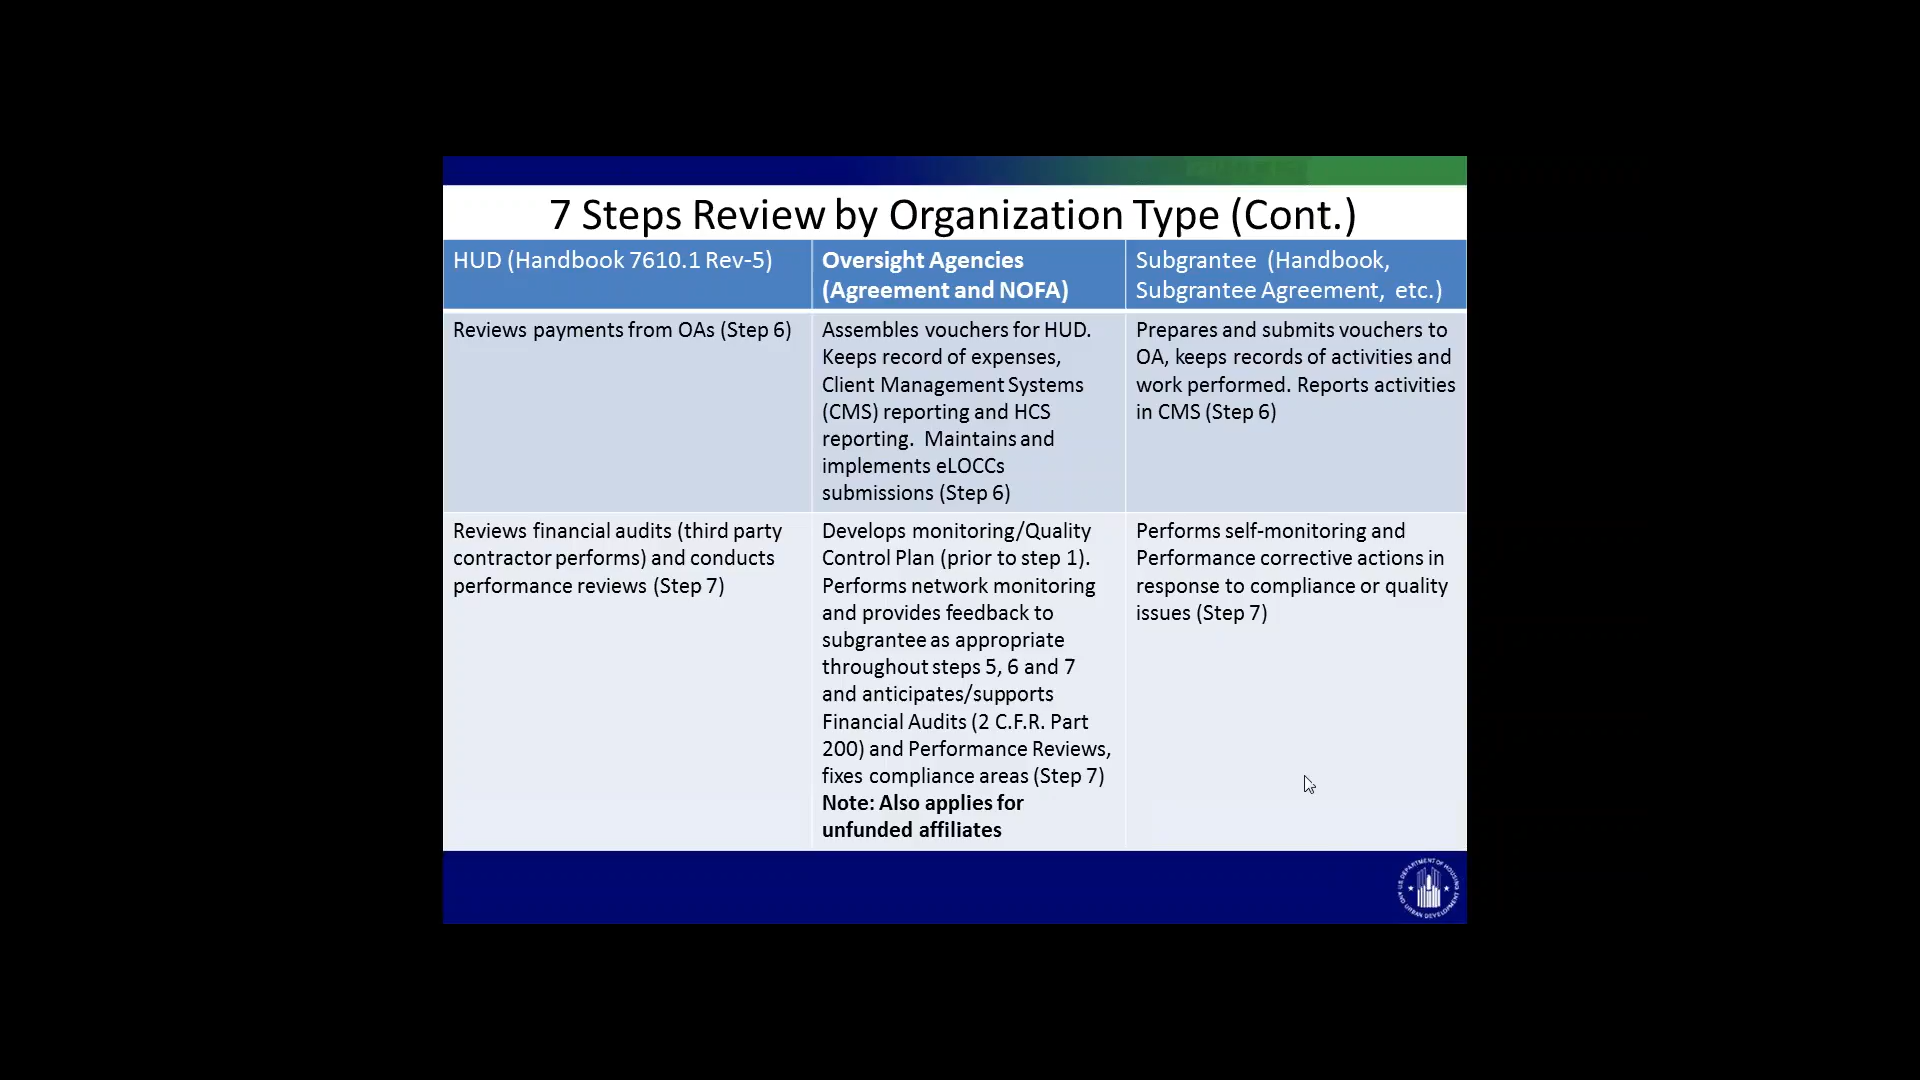 7 Steps Review by Organization Type (Cont.)
HUD (Handbook 7610.1 Rev-5)
Oversight Agencies
(Agreement and NOFA)
Subgrantee (Handbook,
Subgrantee Agreement, etc.)
Reviews payments from OAs (Step 6)
Assembles vouchers for HUD.
Keeps record of expenses,
Client Management Systems
(CMS) reporting and HCS
reporting. Maintains and
implements eLOCCs
submissions (Step 6)
Prepares and submits vouchers to
OA, keeps records of activities and
work performed. Reports activities
in CMS (Step 6)
Reviews financial audits (third party
contractor performs) and conducts
performance reviews (Step 7)
Develops monitoring/Quality
Control Plan (prior to step 1).
Performs network monitoring
and provides feedback to
subgrantee as appropriate
throughout steps 5, 6 and 7
and anticipates/supports
Financial Audits (2 C.F.R. Part
200) and Performance Reviews,
fixes compliance areas (Step 7)
Note: Also applies for
unfunded affiliates
Performs self-monitoring and
Performance corrective actions in
response to compliance or quality
issues (Step 7)
U.S. DEPARTMENT OF HOUSING
AND URBAN DEVELOPMENT